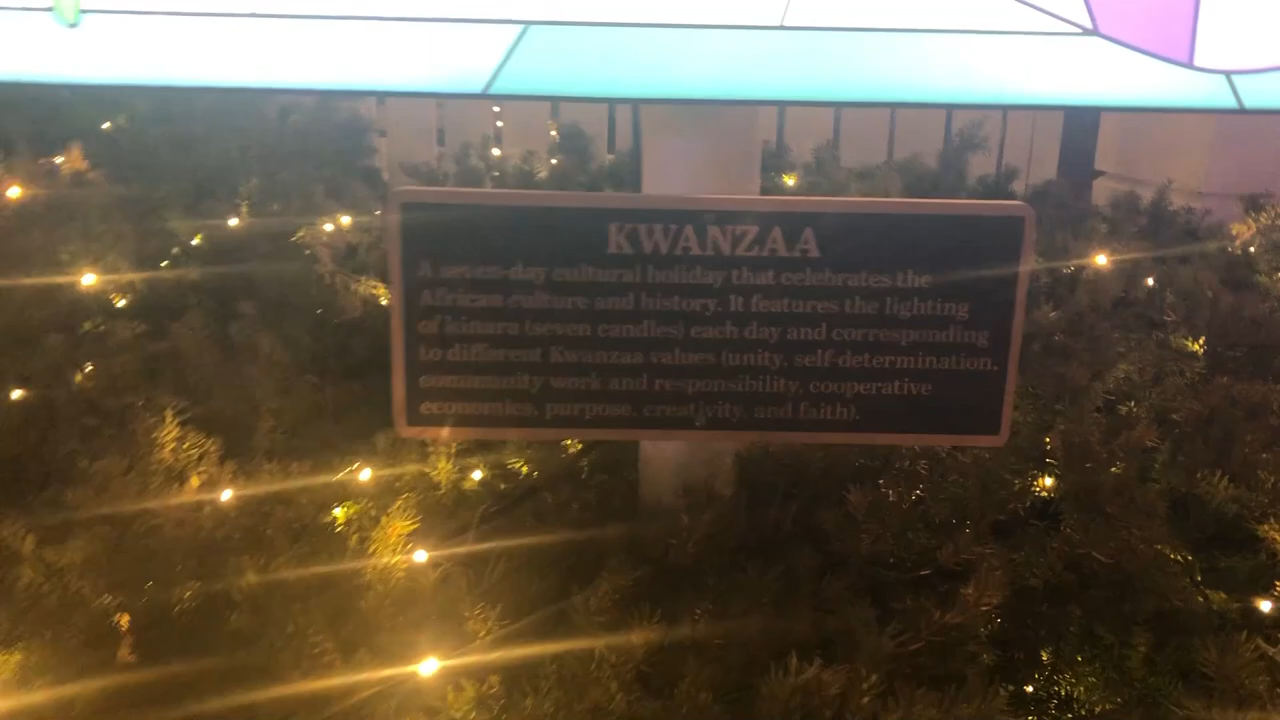 KWANZAA
A seven-day cultural holiday that celebrates the
African culture and history. It features the lighting
of kinara (seven candles) each day and corresponding
to different Kwanzaa values (unity, self-determination,
community work and responsibility, cooperative
economics, purpose, creativity, and faith).